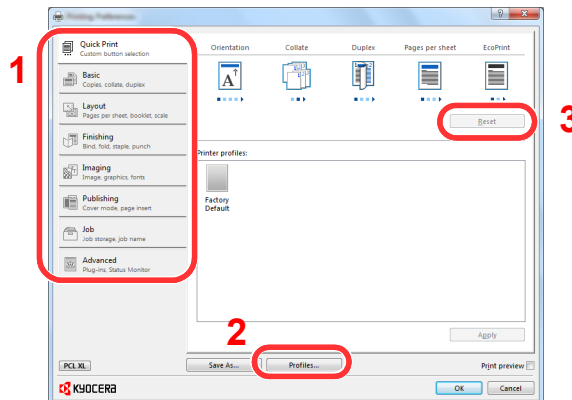 Printing Preferences
1
Quick Print
Custom button selection
Basic
Copies, collate, duplex
Layout
Pages per sheet, booklet, scale
Finishing
Bind, fold, staple, punch
Imaging
Image, graphics, fonts
Publishing
Cover mode, page insert
Job
Job storage, job name
Advanced
Plug-ins, Status Monitor
Orientation Collate Duplex Pages per sheet EcoPrint
A
Reset
3
Printer profiles:
Factory
Default
Apply
2
PCL XL
Save As...
Profiles...
Print preview
KYOCERA
OK
Cancel